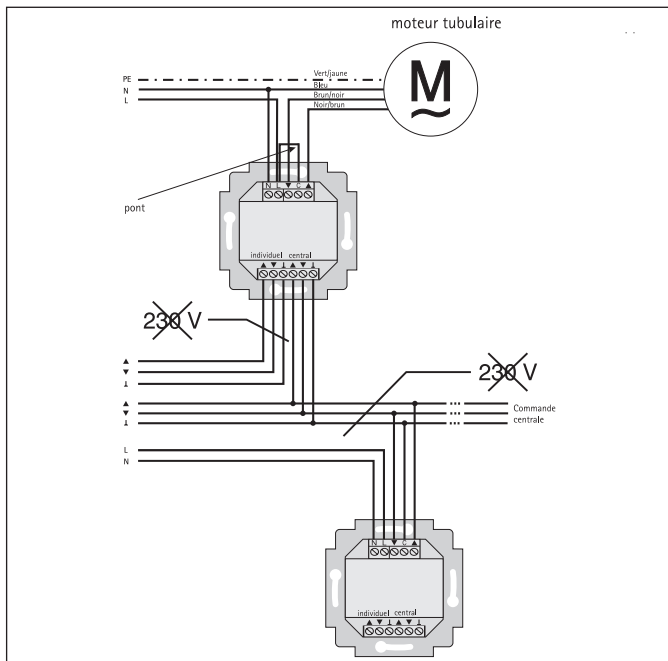 moteur tubulaire
PE
Vert/jaune
N
Bleu
L
Brun/noir
Noir/brun
M
~
N L ▼ C ▲
pont
individuel central
▲ ▼ ⊥ ▲ ▼ ⊥
230 V
▲
▼
⊥
230 V
▲
▼
⊥
Commande
centrale
L
N
N L ▼ C ▲
individuel central
▲ ▼ ⊥ ▲ ▼ ⊥